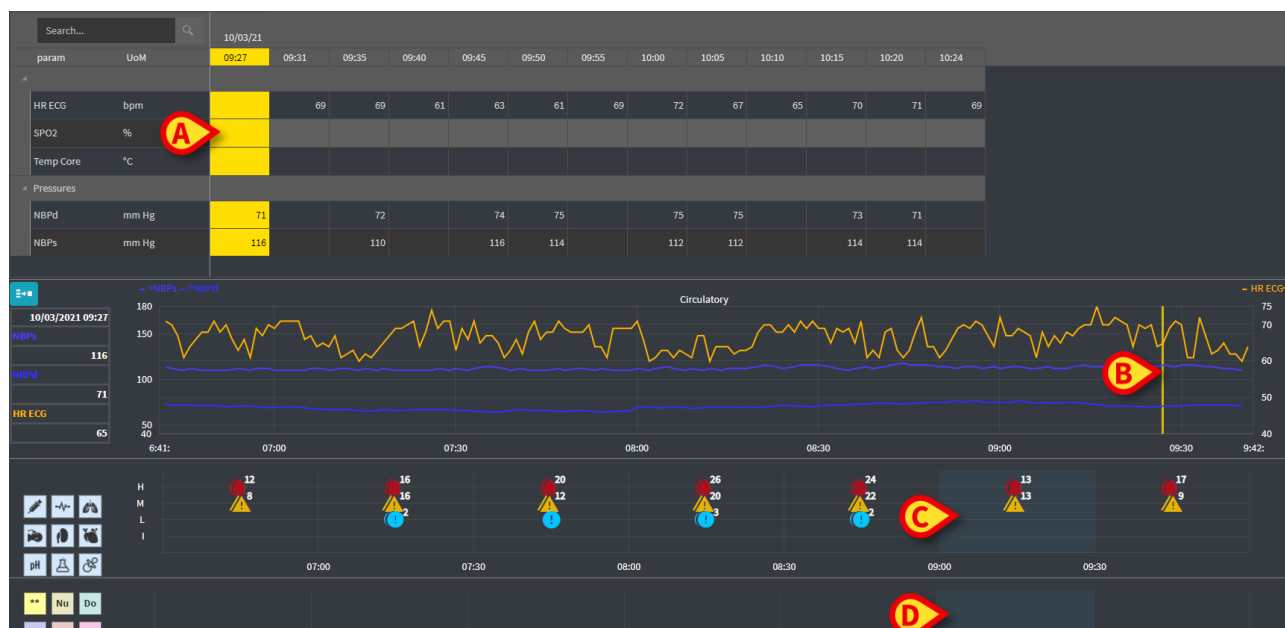 Search...
10/03/21
param UoM 09:27 09:31 09:35 09:40 09:45 09:50 09:55 10:00 10:05 10:10 10:15 10:20 10:24
HR ECG bpm 69 69 61 63 61 69 72 67 65 70 71 69
SPO2 % A
Temp Core °C
Pressures
NBPd mm Hg 71 72 74 75 75 75 73 71
NBPs mm Hg 116 110 116 114 112 112 114 114
>NBPs >NBPd HR ECG
Circulatory
10/03/2021 09:27
NBPs
116
NBPd
71
HR ECG
65
180 75
150 70
60
100 B
50
50
40 40
6:41: 07:00 07:30 08:00 08:30 09:00 09:30 9:42:
H 12 16 20 26 24 13 17
M 8 16 12 20 22 13 9
L 2 3 2 C
I
pH
07:00 07:30 08:00 08:30 09:00 09:30
** Nu Do D